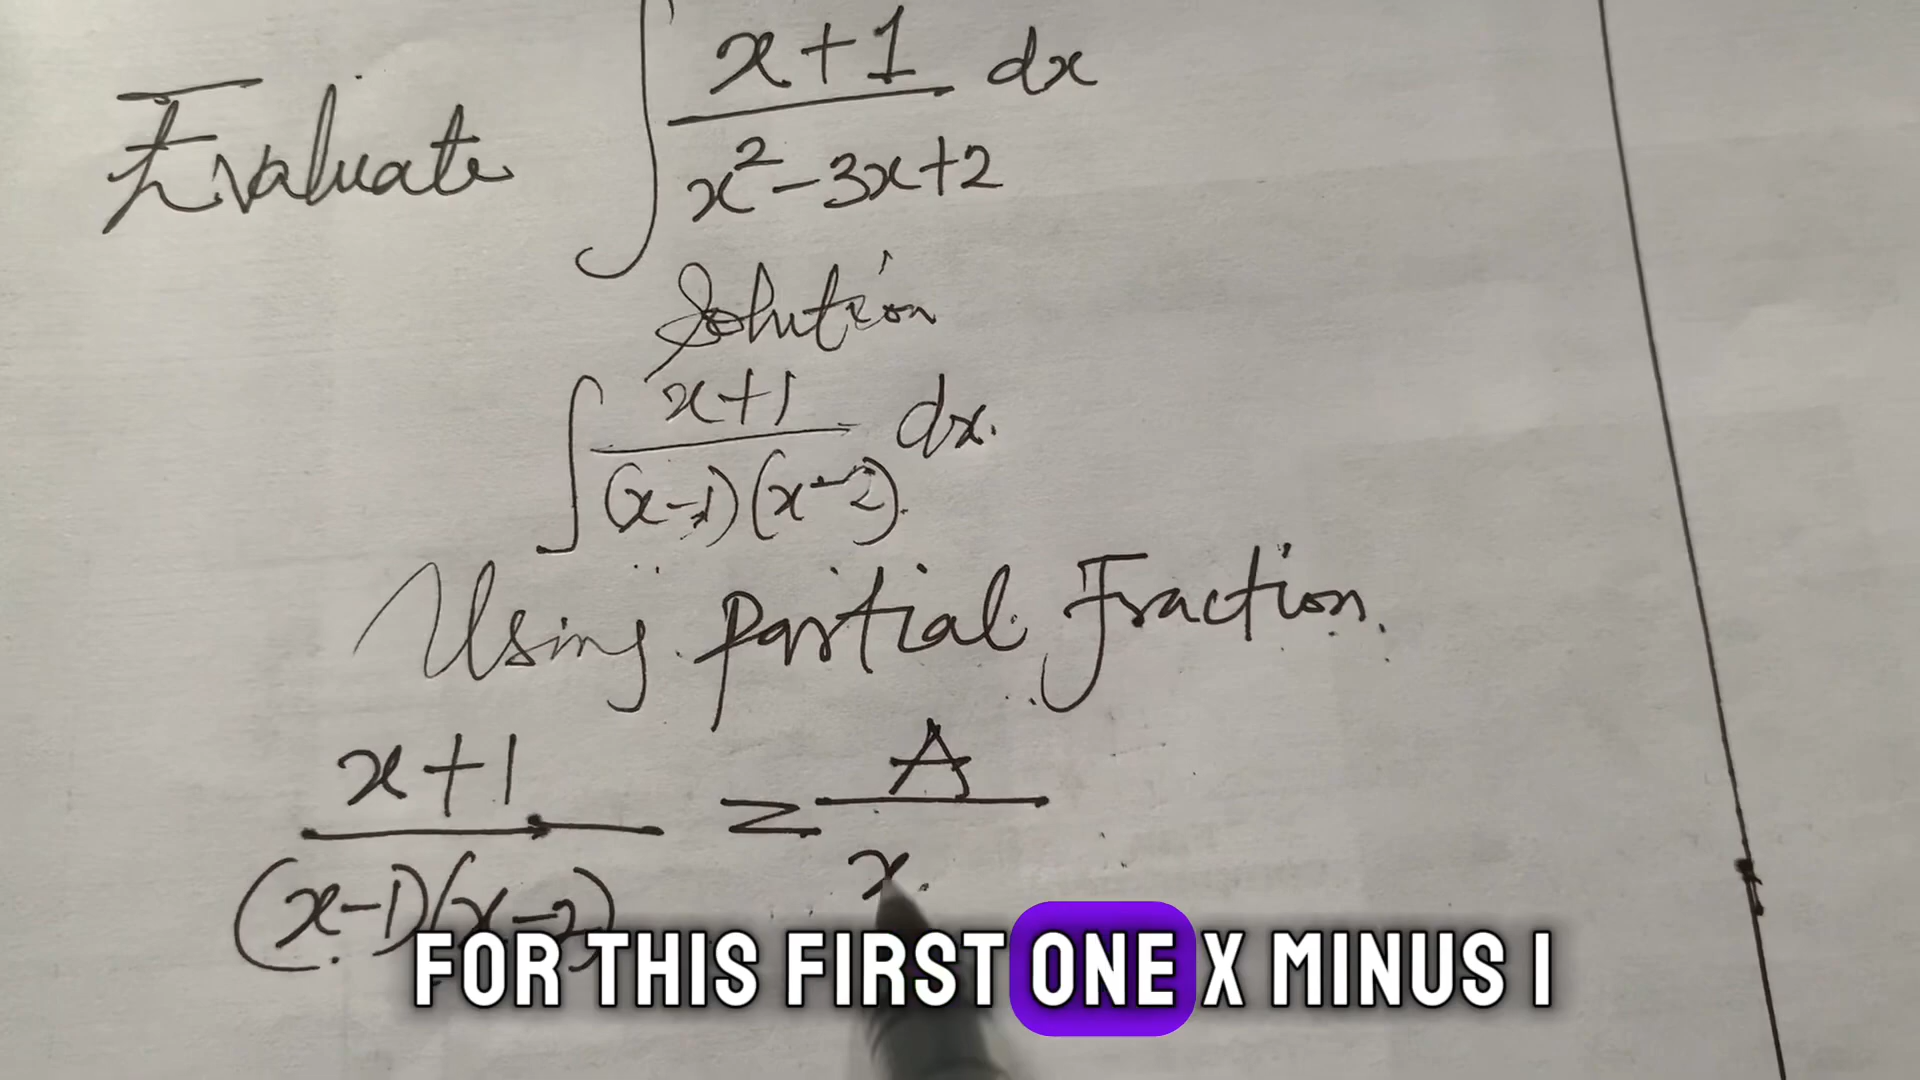 Evaluate ∫ x+1 / x²-3x+2 dx
Solution
∫ x+1 / (x-1)(x-2) dx.
Using partial Fraction.
x+1 / (x-1)(x-2) = A / x
FOR THIS FIRST ONE X MINUS 1